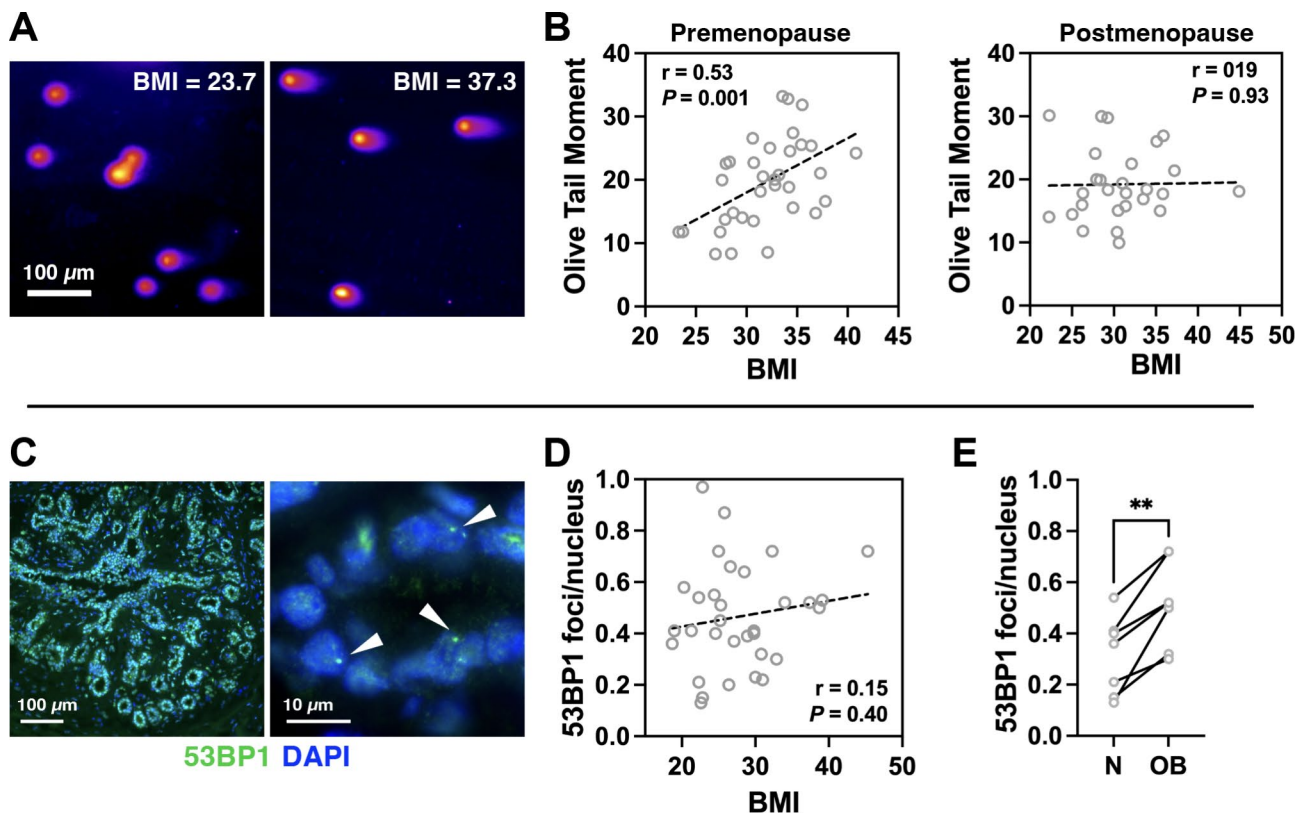 A
BMI = 23.7
BMI = 37.3
100 µm
B
Premenopause
Postmenopause
r = 0.53
P = 0.001
r = 019
P = 0.93
Olive Tail Moment
40
30
20
10
0
20 25 30 35 40 45
BMI
Olive Tail Moment
40
30
20
10
0
20 25 30 35 40 45 50
BMI
C
100 µm
10 µm
53BP1 DAPI
D
53BP1 foci/nucleus
1.0
0.8
0.6
0.4
0.2
0.0
r = 0.15
P = 0.40
20 30 40 50
BMI
E
53BP1 foci/nucleus
1.0
0.8
0.6
0.4
0.2
0.0
**
N OB